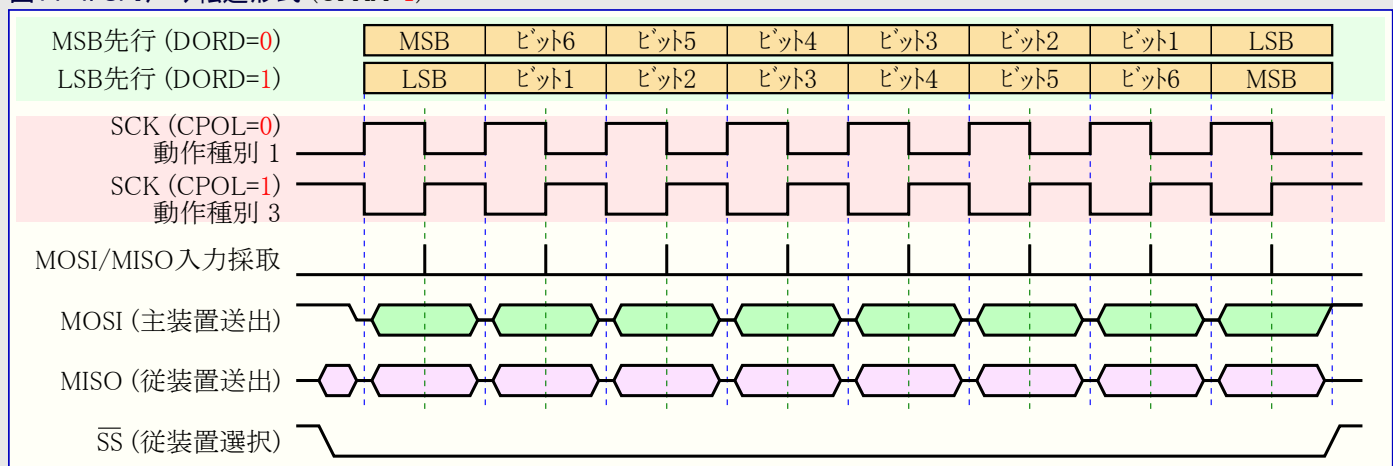 MSB先行 (DORD=0) MSB ビット6 ビット5 ビット4 ビット3 ビット2 ビット1 LSB
LSB先行 (DORD=1) LSB ビット1 ビット2 ビット3 ビット4 ビット5 ビット6 MSB
SCK (CPOL=0)
動作種別 1
SCK (CPOL=1)
動作種別 3
MOSI/MISO入力採取
MOSI (主装置送出)
MISO (従装置送出)
SS (従装置選択)